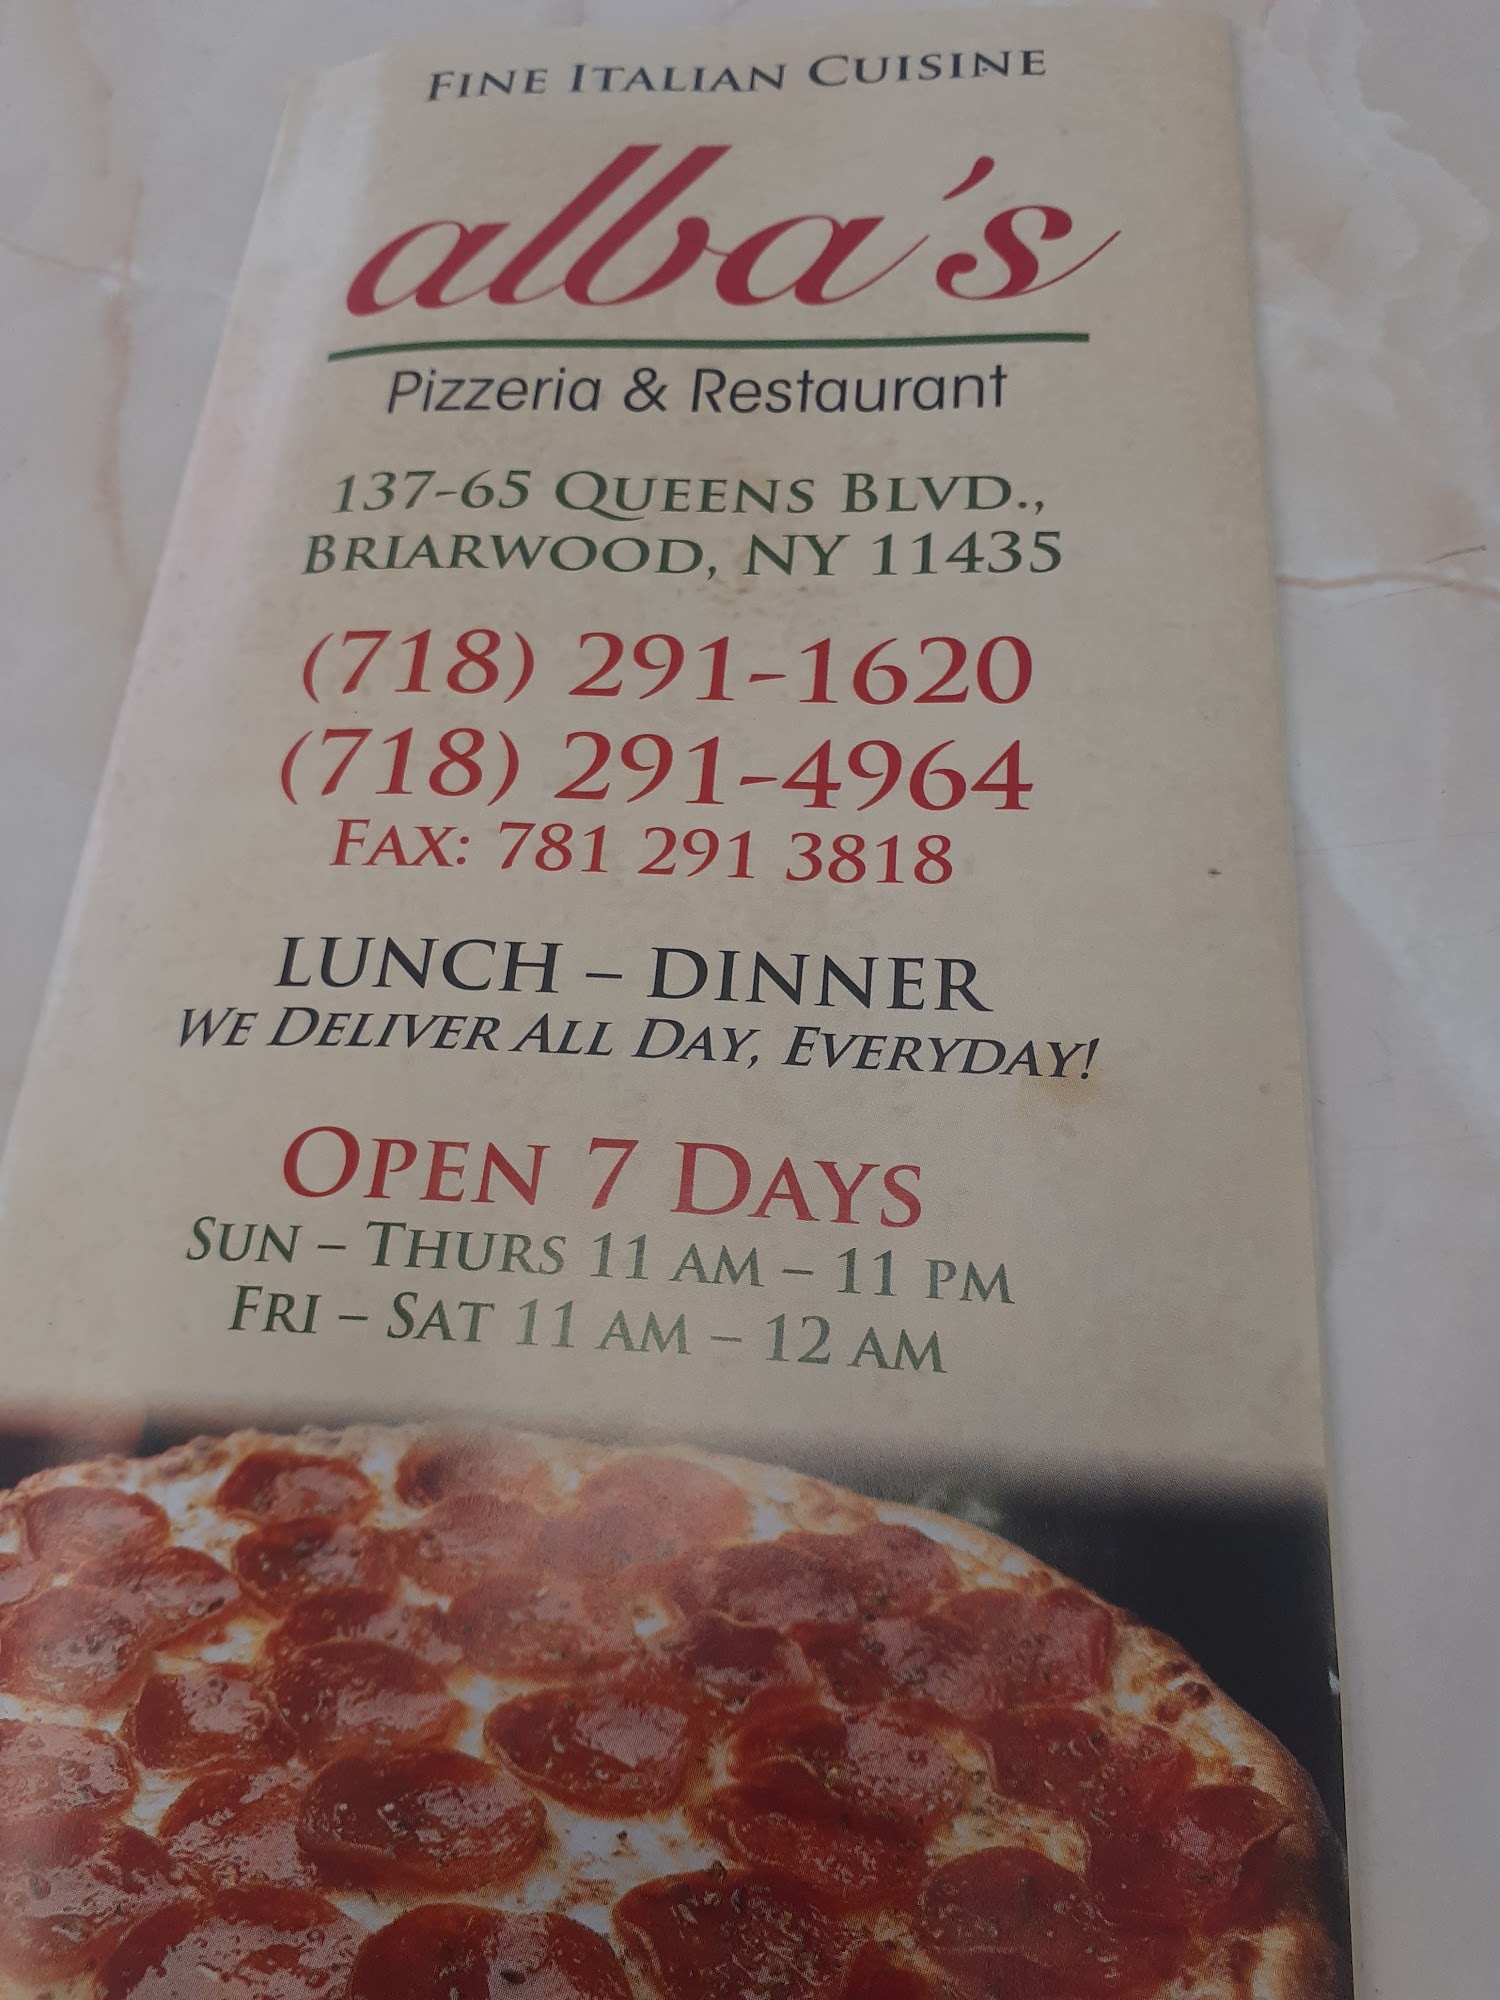 FINE ITALIAN CUISINE
alba's
Pizzeria & Restaurant
137-65 QUEENS BLVD.,
BRIARWOOD, NY 11435
(718) 291-1620
(718) 291-4964
FAX: 781 291 3818
LUNCH – DINNER
WE DELIVER ALL DAY, EVERYDAY!
OPEN 7 DAYS
SUN – THURS 11 AM – 11 PM
FRI – SAT 11 AM – 12 AM